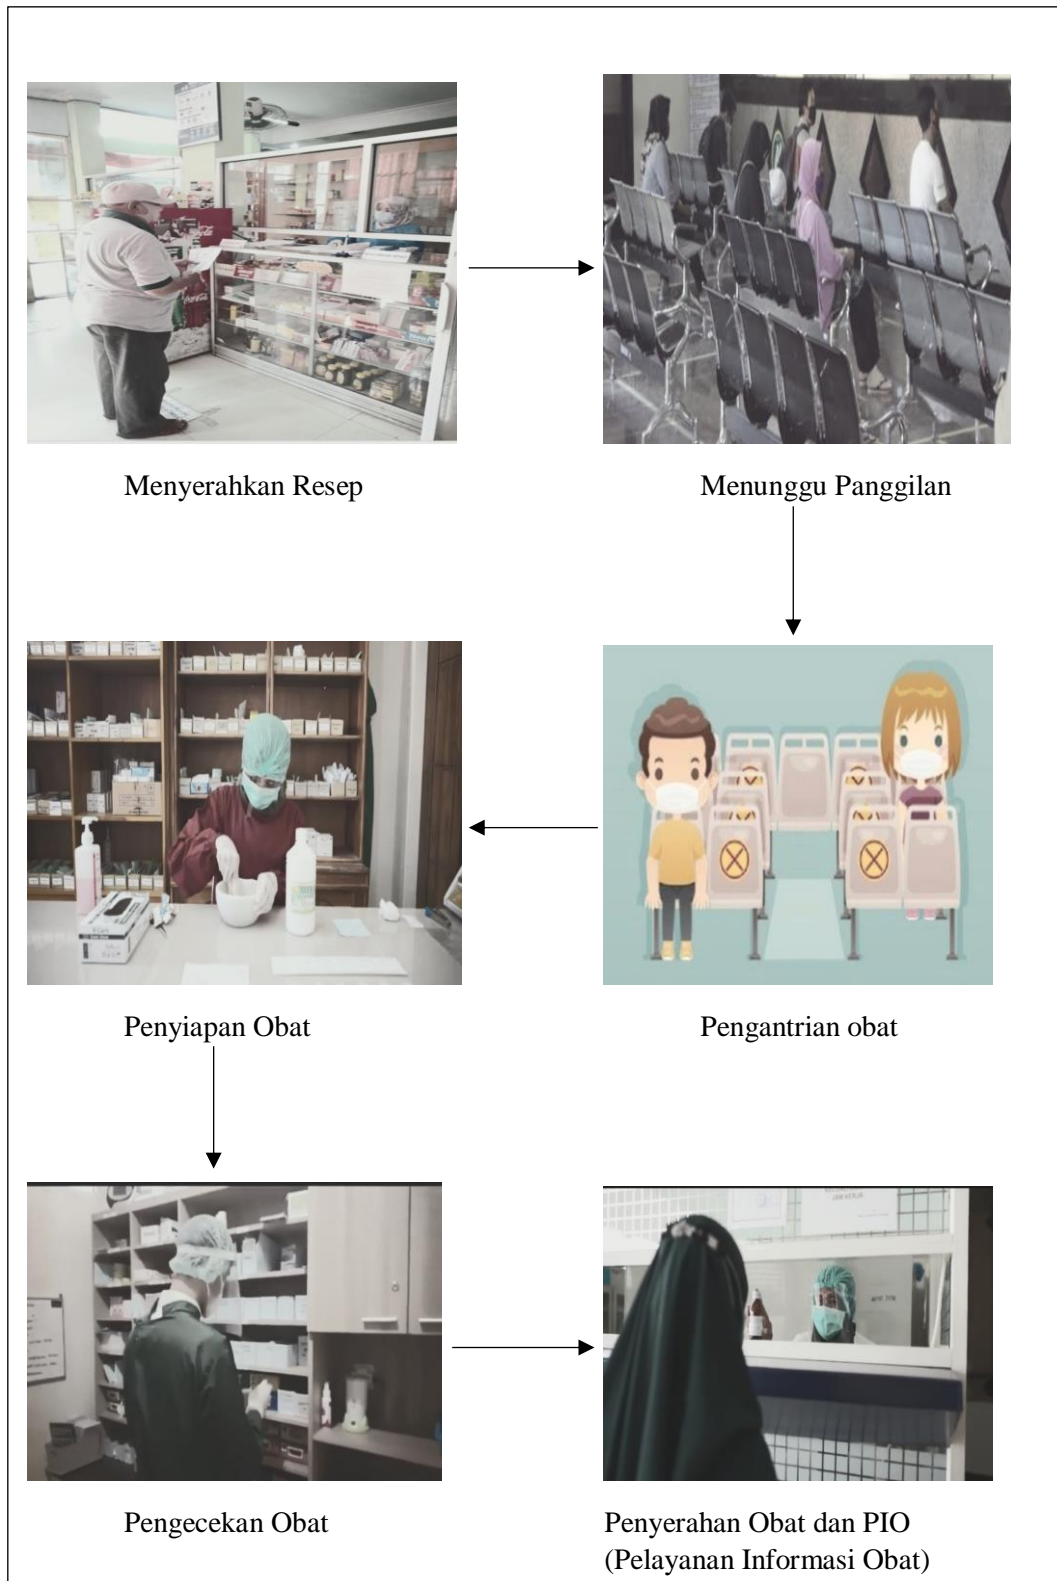 Menyerahkan Resep
Menunggu Panggilan
Penyiapan Obat
Pengantrian obat
Pengecekan Obat
Penyerahan Obat dan PIO
(Pelayanan Informasi Obat)